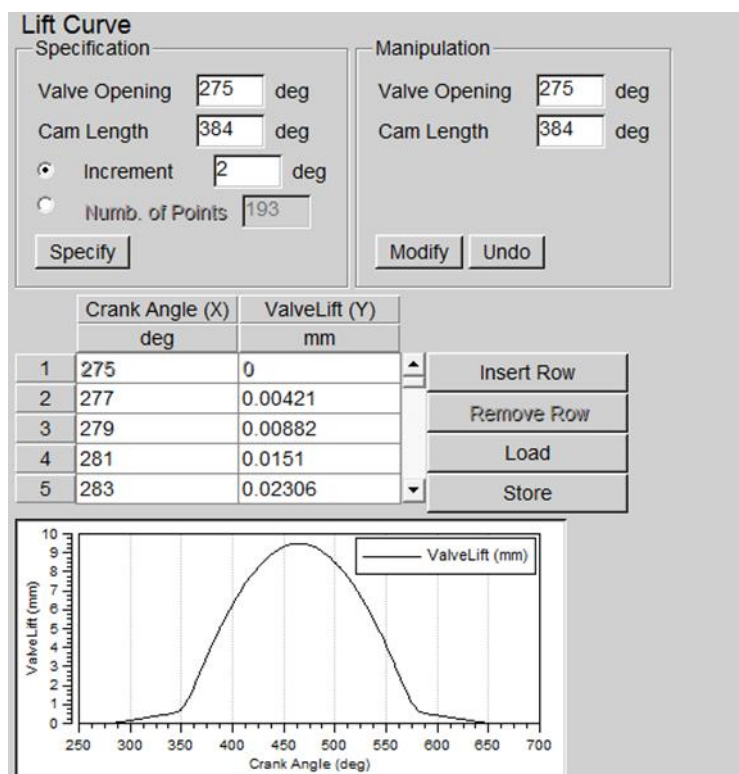 Lift Curve
Specification
Valve Opening 275 deg
Cam Length 384 deg
Increment 2 deg
Numb. of Points 193
Specify
Manipulation
Valve Opening 275 deg
Cam Length 384 deg
Modify Undo
Crank Angle (X) ValveLift (Y)
deg mm
1 275 0
2 277 0.00421
3 279 0.00882
4 281 0.0151
5 283 0.02306
Insert Row
Remove Row
Load
Store
ValveLift (mm)
10
9
8
7
6
5
4
3
2
1
0
ValveLift (mm)
250 300 350 400 450 500 550 600 650 700
Crank Angle (deg)